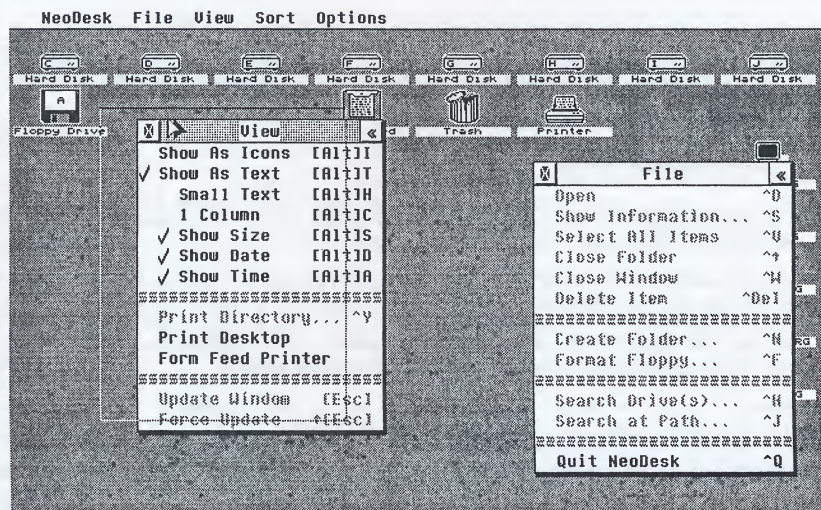 NeoDesk File View Sort Options
C D E F G H I J
Hard Disk Hard Disk Hard Disk Hard Disk Hard Disk Hard Disk Hard Disk Hard Disk
A
Floppy Drive d Trash Printer
View
Show As Icons [Alt]I
✓ Show As Text [Alt]T
Small Text [Alt]H
1 Column [Alt]C
✓ Show Size [Alt]S
✓ Show Date [Alt]D
✓ Show Time [Alt]A
Print Directory... ^Y
Print Desktop
Form Feed Printer
Update Window [Esc]
Force Update ↑[Esc]
File
Open ^O
Show Information... ^S
Select All Items ^V
Close Folder ^↑
Close Window ^W
Delete Item ^Del
Create Folder... ^N
Format Floppy... ^F
RG
Search Drive(s)... ^H
Search at Path... ^J
Quit NeoDesk ^Q